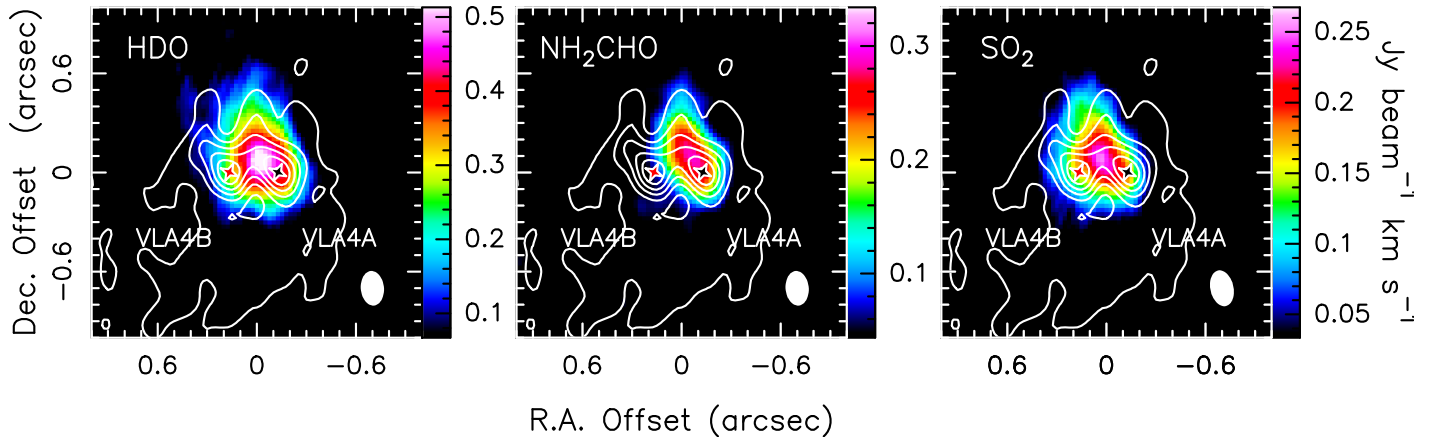 HDO
NH₂CHO
SO₂
VLA4B VLA4A
VLA4B VLA4A
VLA4B VLA4A
Dec. Offset (arcsec)
0.6
0
−0.6
0.6 0 −0.6
0.6 0 −0.6
0.6 0 −0.6
R.A. Offset (arcsec)
0.5
0.4
0.3
0.2
0.1
0.3
0.2
0.1
0.25
0.2
0.15
0.1
0.05
Jy beam⁻¹ km s⁻¹